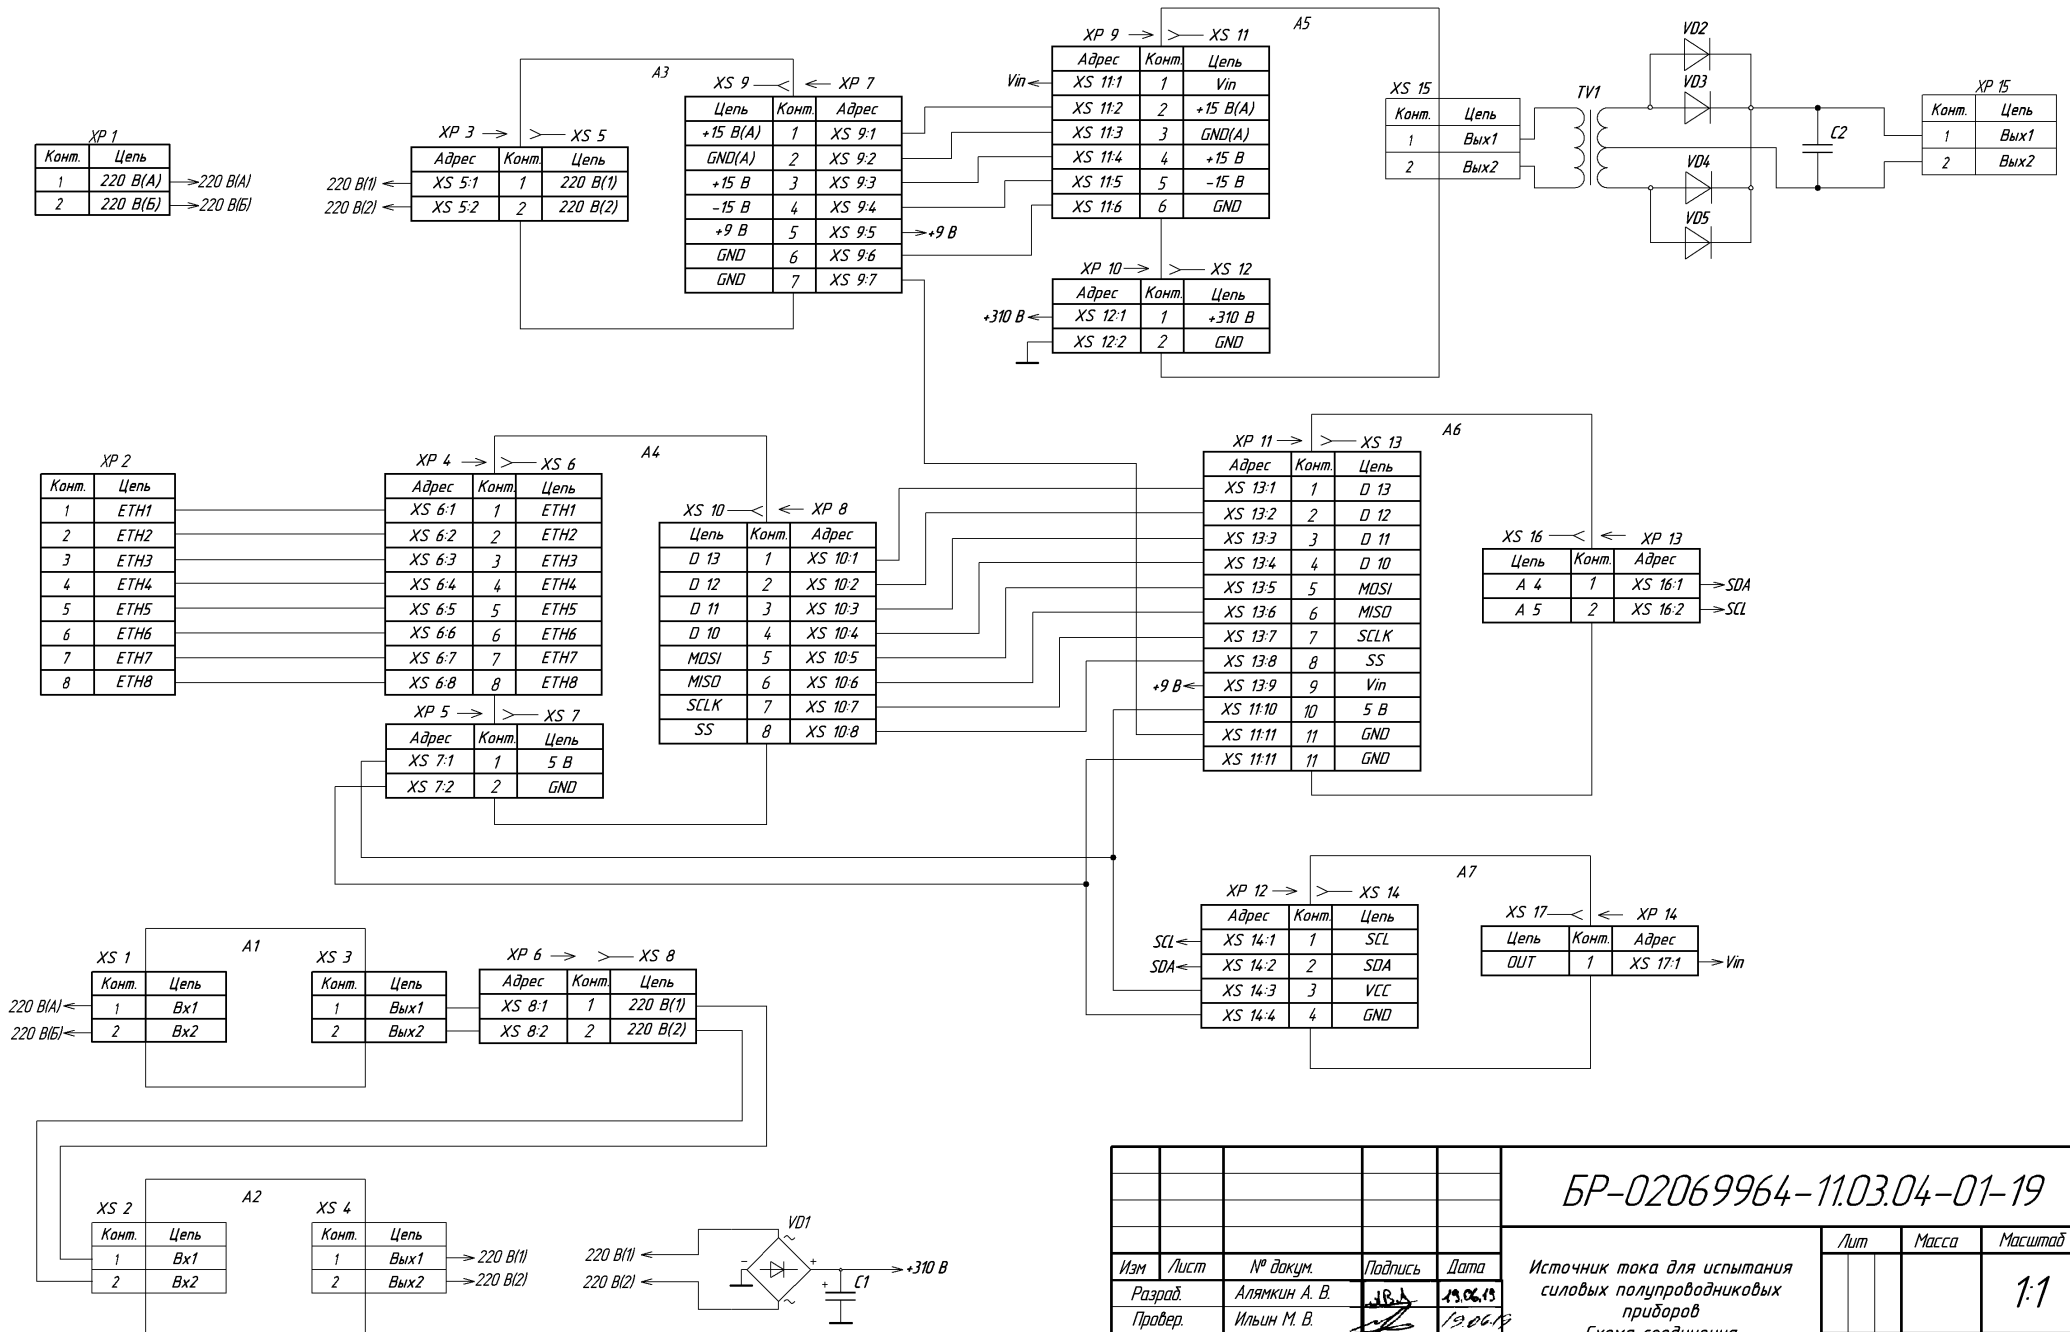 XP 1
Конт. Цепь
1 220 В(А) 220 В(А)
2 220 В(Б) 220 В(Б)
А3
XP 3 XS 5
Адрес Конт. Цепь
220 В(1) XS 5:1 1 220 В(1)
220 В(2) XS 5:2 2 220 В(2)
XS 9 XP 7
Цепь Конт. Адрес
+15 В(А) 1 XS 9:1
GND(A) 2 XS 9:2
+15 В 3 XS 9:3
-15 В 4 XS 9:4
+9 В 5 XS 9:5 +9 В
GND 6 XS 9:6
GND 7 XS 9:7
А5
XP 9 XS 11
Адрес Конт. Цепь
Vin XS 11:1 1 Vin
XS 11:2 2 +15 В(А)
XS 11:3 3 GND(A)
XS 11:4 4 +15 В
XS 11:5 5 -15 В
XS 11:6 6 GND
XP 10 XS 12
Адрес Конт. Цепь
+310 В XS 12:1 1 +310 В
XS 12:2 2 GND
XS 15
Конт. Цепь
1 Вых1
2 Вых2
TV1
VD2
VD3
VD4
VD5
C2
XP 15
Конт. Цепь
1 Вых1
2 Вых2
XP 2
Конт. Цепь
1 ETH1
2 ETH2
3 ETH3
4 ETH4
5 ETH5
6 ETH6
7 ETH7
8 ETH8
А4
XP 4 XS 6
Адрес Конт. Цепь
XS 6:1 1 ETH1
XS 6:2 2 ETH2
XS 6:3 3 ETH3
XS 6:4 4 ETH4
XS 6:5 5 ETH5
XS 6:6 6 ETH6
XS 6:7 7 ETH7
XS 6:8 8 ETH8
XP 5 XS 7
Адрес Конт. Цепь
XS 7:1 1 5 В
XS 7:2 2 GND
XS 10 XP 8
Цепь Конт. Адрес
D 13 1 XS 10:1
D 12 2 XS 10:2
D 11 3 XS 10:3
D 10 4 XS 10:4
MOSI 5 XS 10:5
MISO 6 XS 10:6
SCLK 7 XS 10:7
SS 8 XS 10:8
А6
XP 11 XS 13
Адрес Конт. Цепь
XS 13:1 1 D 13
XS 13:2 2 D 12
XS 13:3 3 D 11
XS 13:4 4 D 10
XS 13:5 5 MOSI
XS 13:6 6 MISO
XS 13:7 7 SCLK
XS 13:8 8 SS
+9 В XS 13:9 9 Vin
XS 11:10 10 5 В
XS 11:11 11 GND
XS 11:11 11 GND
XS 16 XP 13
Цепь Конт. Адрес
A 4 1 XS 16:1 SDA
A 5 2 XS 16:2 SCL
А7
XP 12 XS 14
Адрес Конт. Цепь
SCL XS 14:1 1 SCL
SDA XS 14:2 2 SDA
XS 14:3 3 VCC
XS 14:4 4 GND
XS 17 XP 14
Цепь Конт. Адрес
OUT 1 XS 17:1 Vin
А1
XS 1
Конт. Цепь
220 В(А) 1 Вх1
220 В(Б) 2 Вх2
XS 3
Конт. Цепь
1 Вых1
2 Вых2
XP 6 XS 8
Адрес Конт. Цепь
XS 8:1 1 220 В(1)
XS 8:2 2 220 В(2)
А2
XS 2
Конт. Цепь
1 Вх1
2 Вх2
XS 4
Конт. Цепь
1 Вых1 220 В(1)
2 Вых2 220 В(2)
VD1
220 В(1)
220 В(2)
~
~
- +
+
C1
+310 В
БР-02069964-11.03.04-01-19
Изм Лист № докум. Подпись Дата
Разраб. Алямкин А. В. 19.06.19
Провер. Ильин М. В. 19.06.19
Источник тока для испытания
силовых полупроводниковых
приборов
Схема соединения
Лит Масса Масштаб
1:1